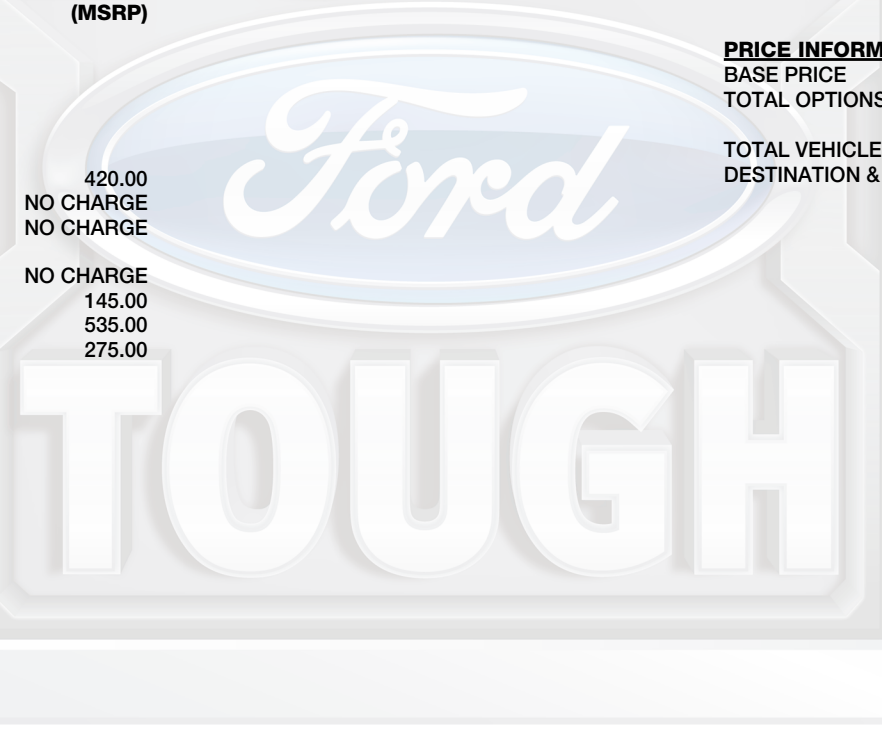 (MSRP)
420.00
NO CHARGE
NO CHARGE
NO CHARGE
145.00
535.00
275.00
PRICE INFORM
BASE PRICE
TOTAL OPTIONS
TOTAL VEHICLE
DESTINATION &
Ford
TOUGH